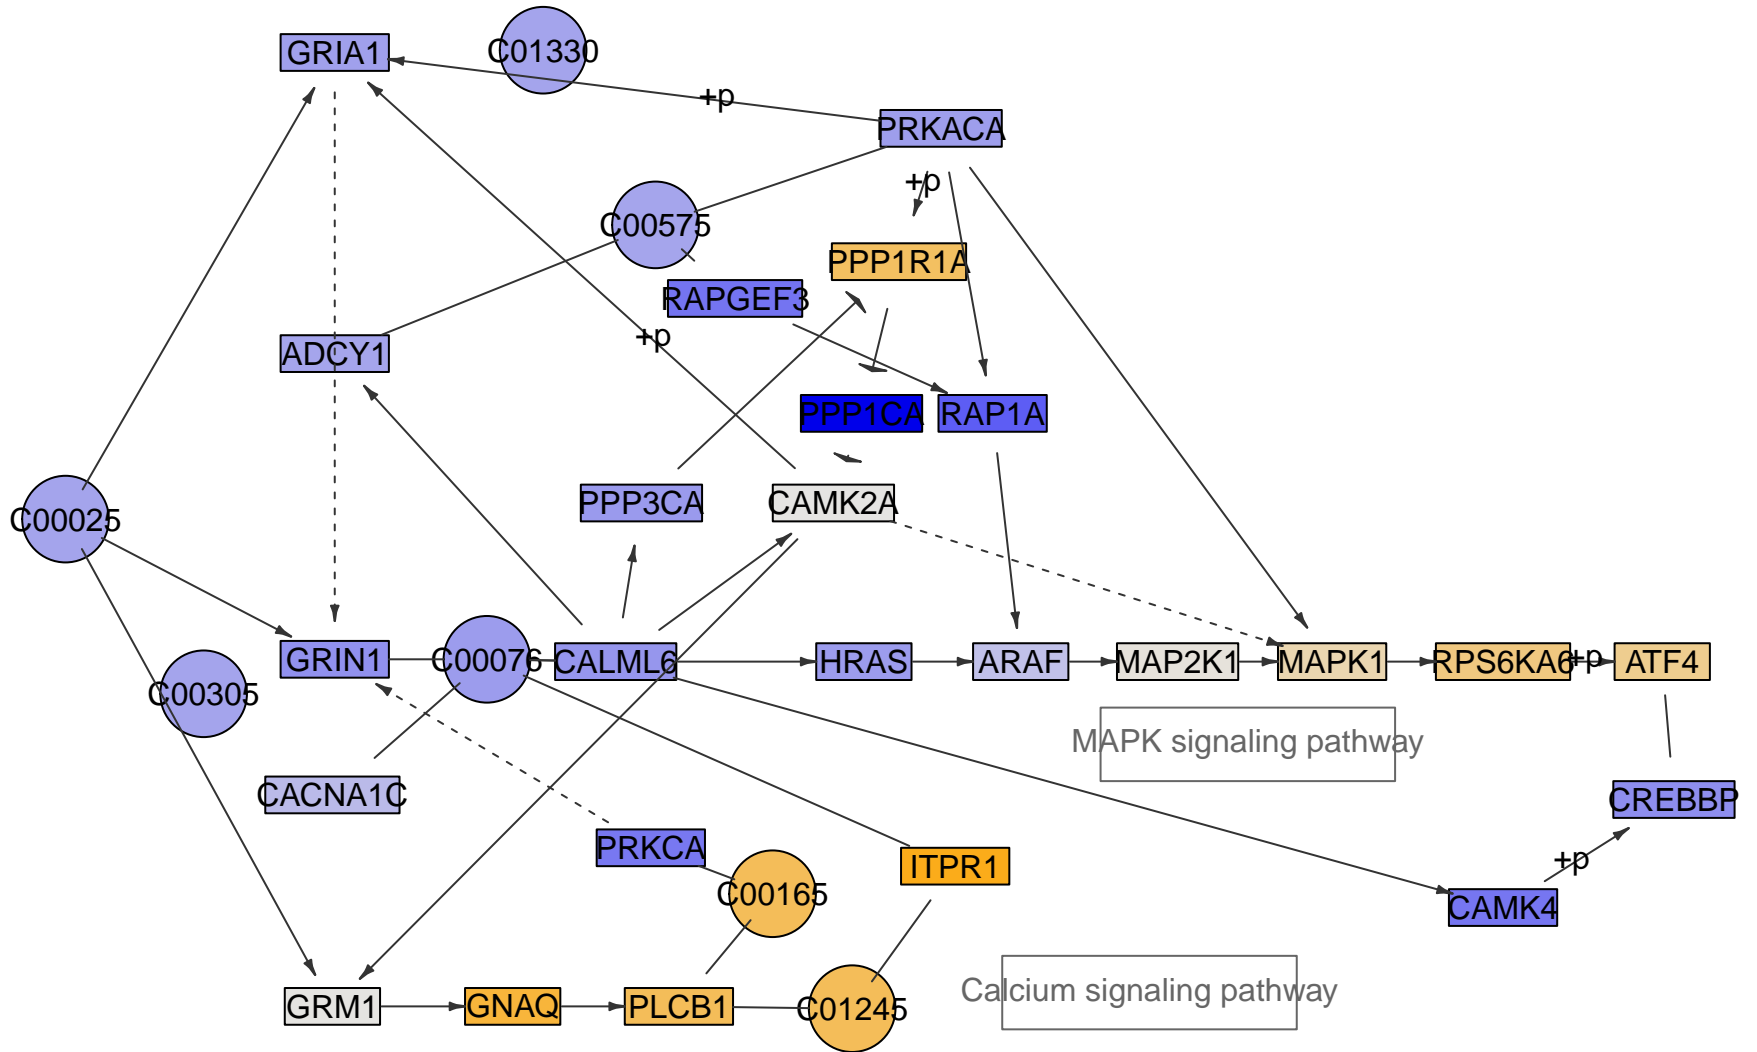 GRIA1
C01330
+p
PRKACA
+p
C00575
PPP1R1A
RAPGEF3
+p
ADCY1
PPP1CA
RAP1A
PPP3CA
CAMK2A
C00025
GRIN1
C00076
CALML6
HRAS
ARAF
MAP2K1
MAPK1
RPS6KA6
+p
ATF4
C00305
MAPK signaling pathway
CACNA1C
CREBBP
PRKCA
ITPR1
+p
C00165
CAMK4
Calcium signaling pathway
GRM1
GNAQ
PLCB1
C01245